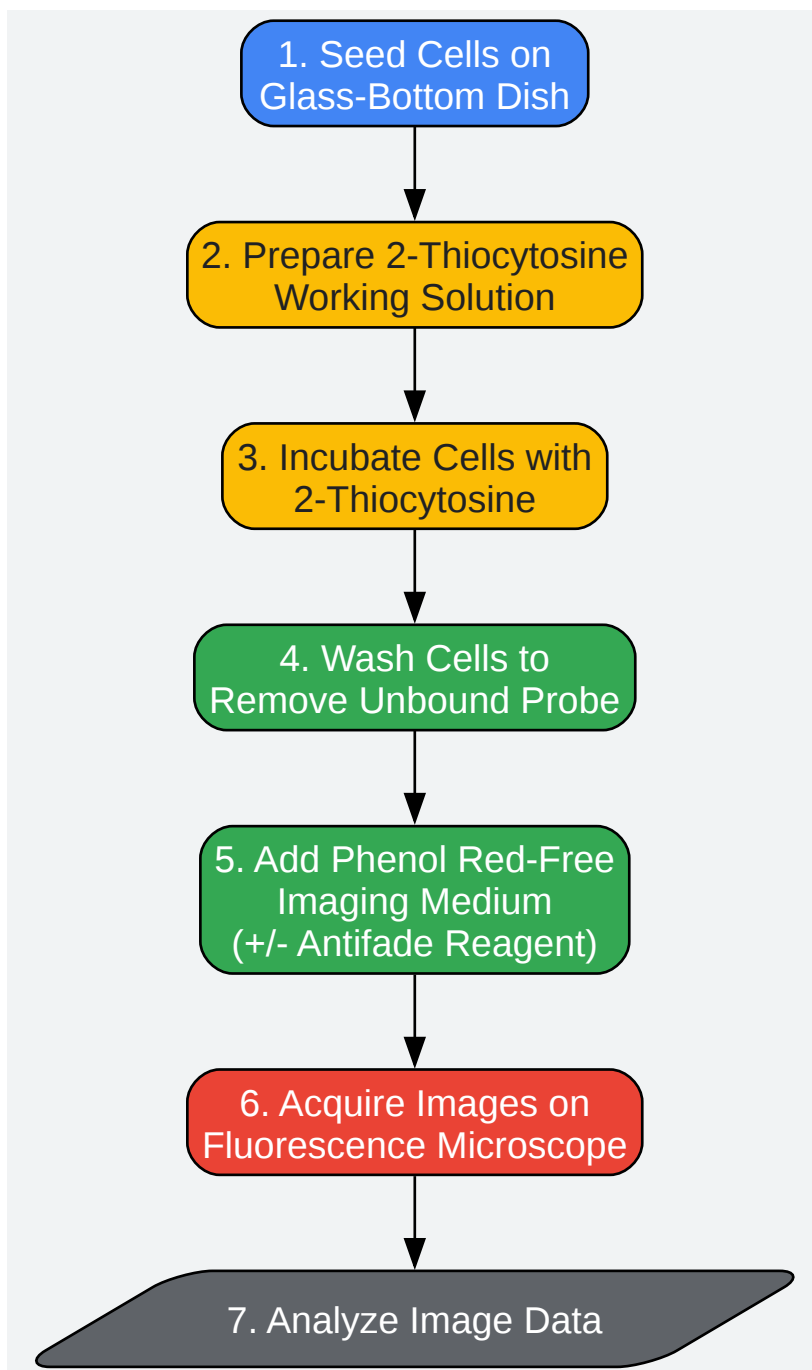 1. Seed Cells on
Glass-Bottom Dish
2. Prepare 2-Thiocytosine
Working Solution
3. Incubate Cells with
2-Thiocytosine
4. Wash Cells to
Remove Unbound Probe
5. Add Phenol Red-Free
Imaging Medium
(+/- Antifade Reagent)
6. Acquire Images on
Fluorescence Microscope
7. Analyze Image Data